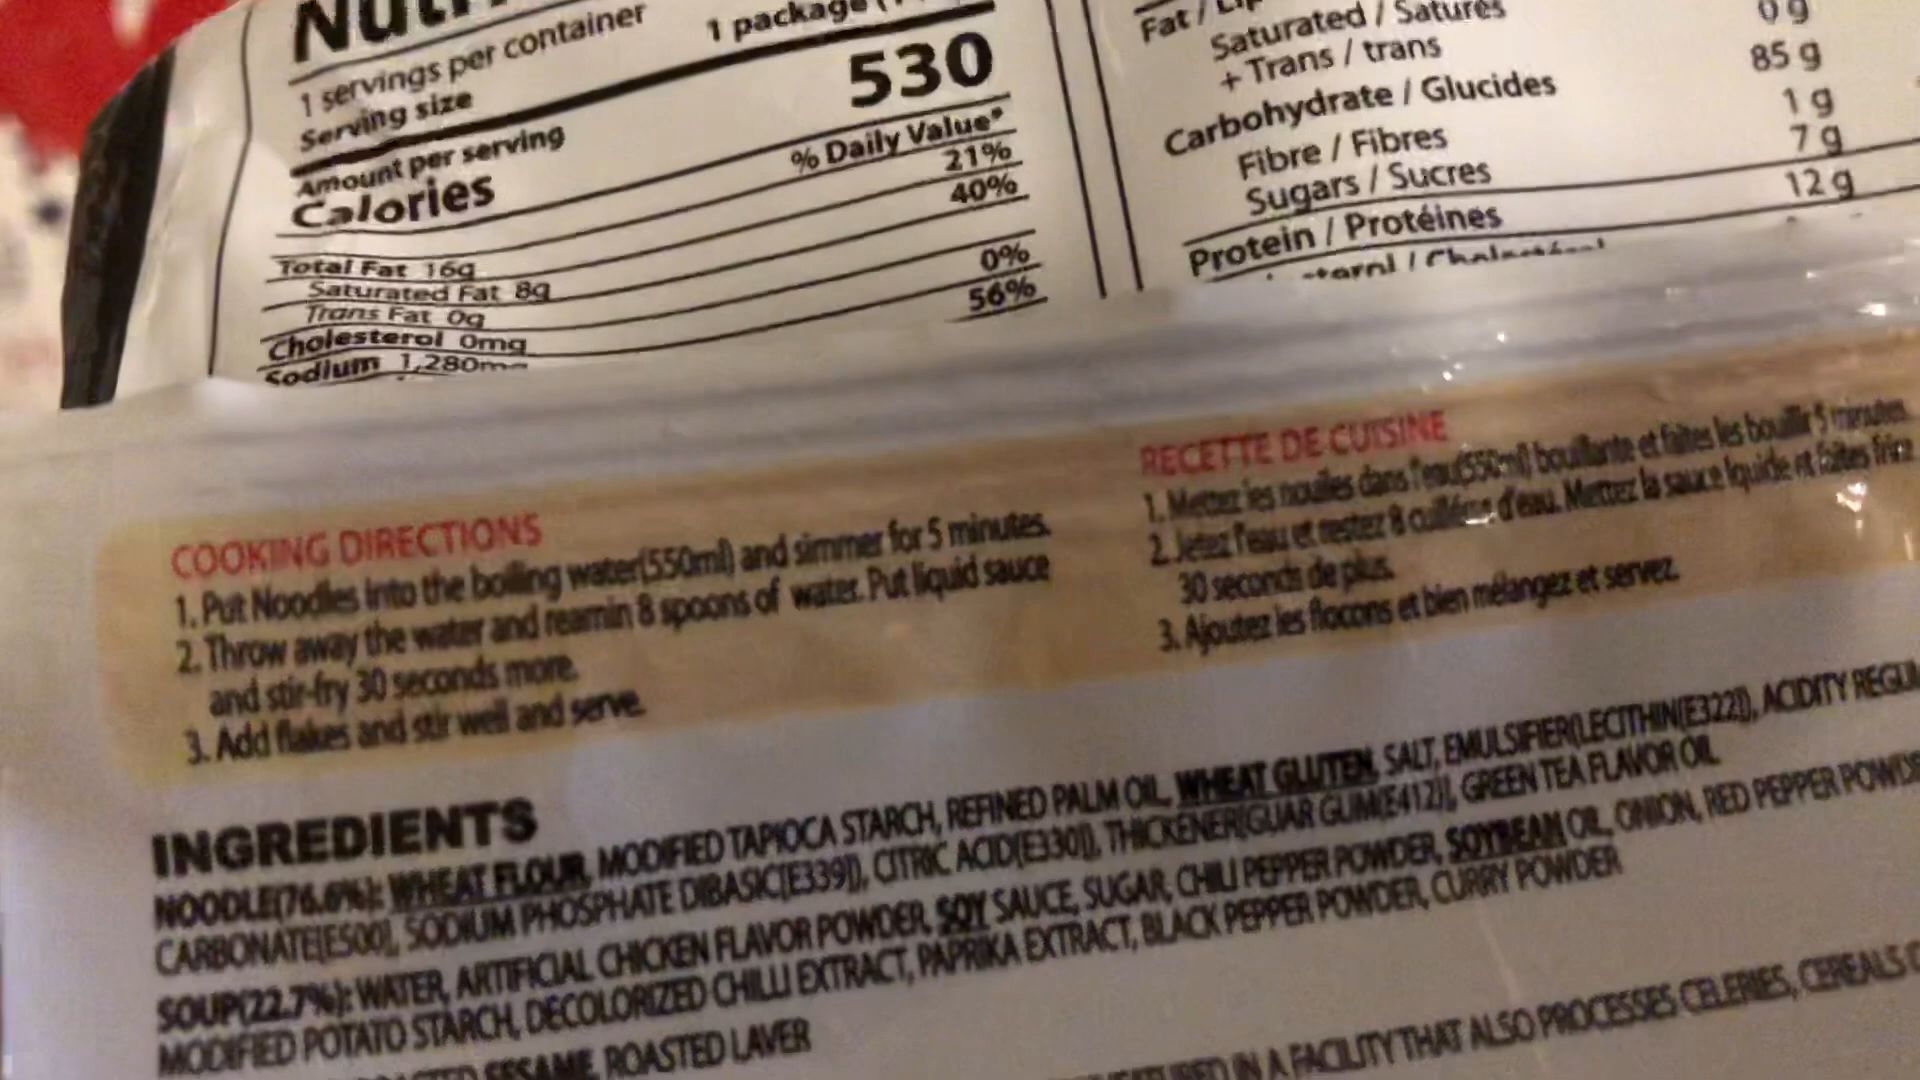 1 servings per container
Serving size 1 package
Amount per serving
Calories 530
% Daily Value*
Total Fat 16g 21%
Saturated Fat 8g 40%
Trans Fat 0g
Cholesterol 0mg 0%
Sodium 1,280m 56%
Fat /
Saturated / Saturés
+ Trans / trans 0 g
Carbohydrate / Glucides 85 g
Fibre / Fibres 1 g
Sugars / Sucres 7 g
Protein / Protéines 12 g
COOKING DIRECTIONS
1. Put Noodles into the boiling water(550ml) and simmer for 5 minutes.
2. Throw away the water and reamin 8 spoons of water. Put liquid sauce
and stir-fry 30 seconds more.
3. Add flakes and stir well and serve.
RECETTE DE CUISINE
1. Mettez les nouilles dans l'eau(550ml) bouillante et faites les bouillir 5 minutes.
2. Jetez l'eau et restez 8 d'eau. Mettez la sauce liquide et faites frire
30 seconds de plus.
3. Ajoutez les flocons et bien mélangez et servez.
INGREDIENTS
NOODLE(76.6%): WHEAT FLOUR, MODIFIED TAPIOCA STARCH, REFINED PALM OIL, WHEAT GLUTEN, SALT, EMULSIFIER(LECITHIN[E322]), ACIDITY
CARBONATE[E500], SODIUM PHOSPHATE DIBASIC[E339]), CITRIC ACID[E330]), THICKENER(GUAR GUM[E412]), GREEN TEA FLAVOR OIL
SOUP(22.7%): WATER, ARTIFICIAL CHICKEN FLAVOR POWDER, SOY SAUCE, SUGAR, CHILI PEPPER POWDER, SOYBEAN OIL, ONION, RED PEPPER
MODIFIED POTATO STARCH, DECOLORIZED CHILLI EXTRACT, PAPRIKA EXTRACT, BLACK PEPPER POWDER, CURRY POWDER
SESAME, ROASTED LAVER
IN A FACILITY THAT ALSO PROCESSES CELERIES, CEREALS